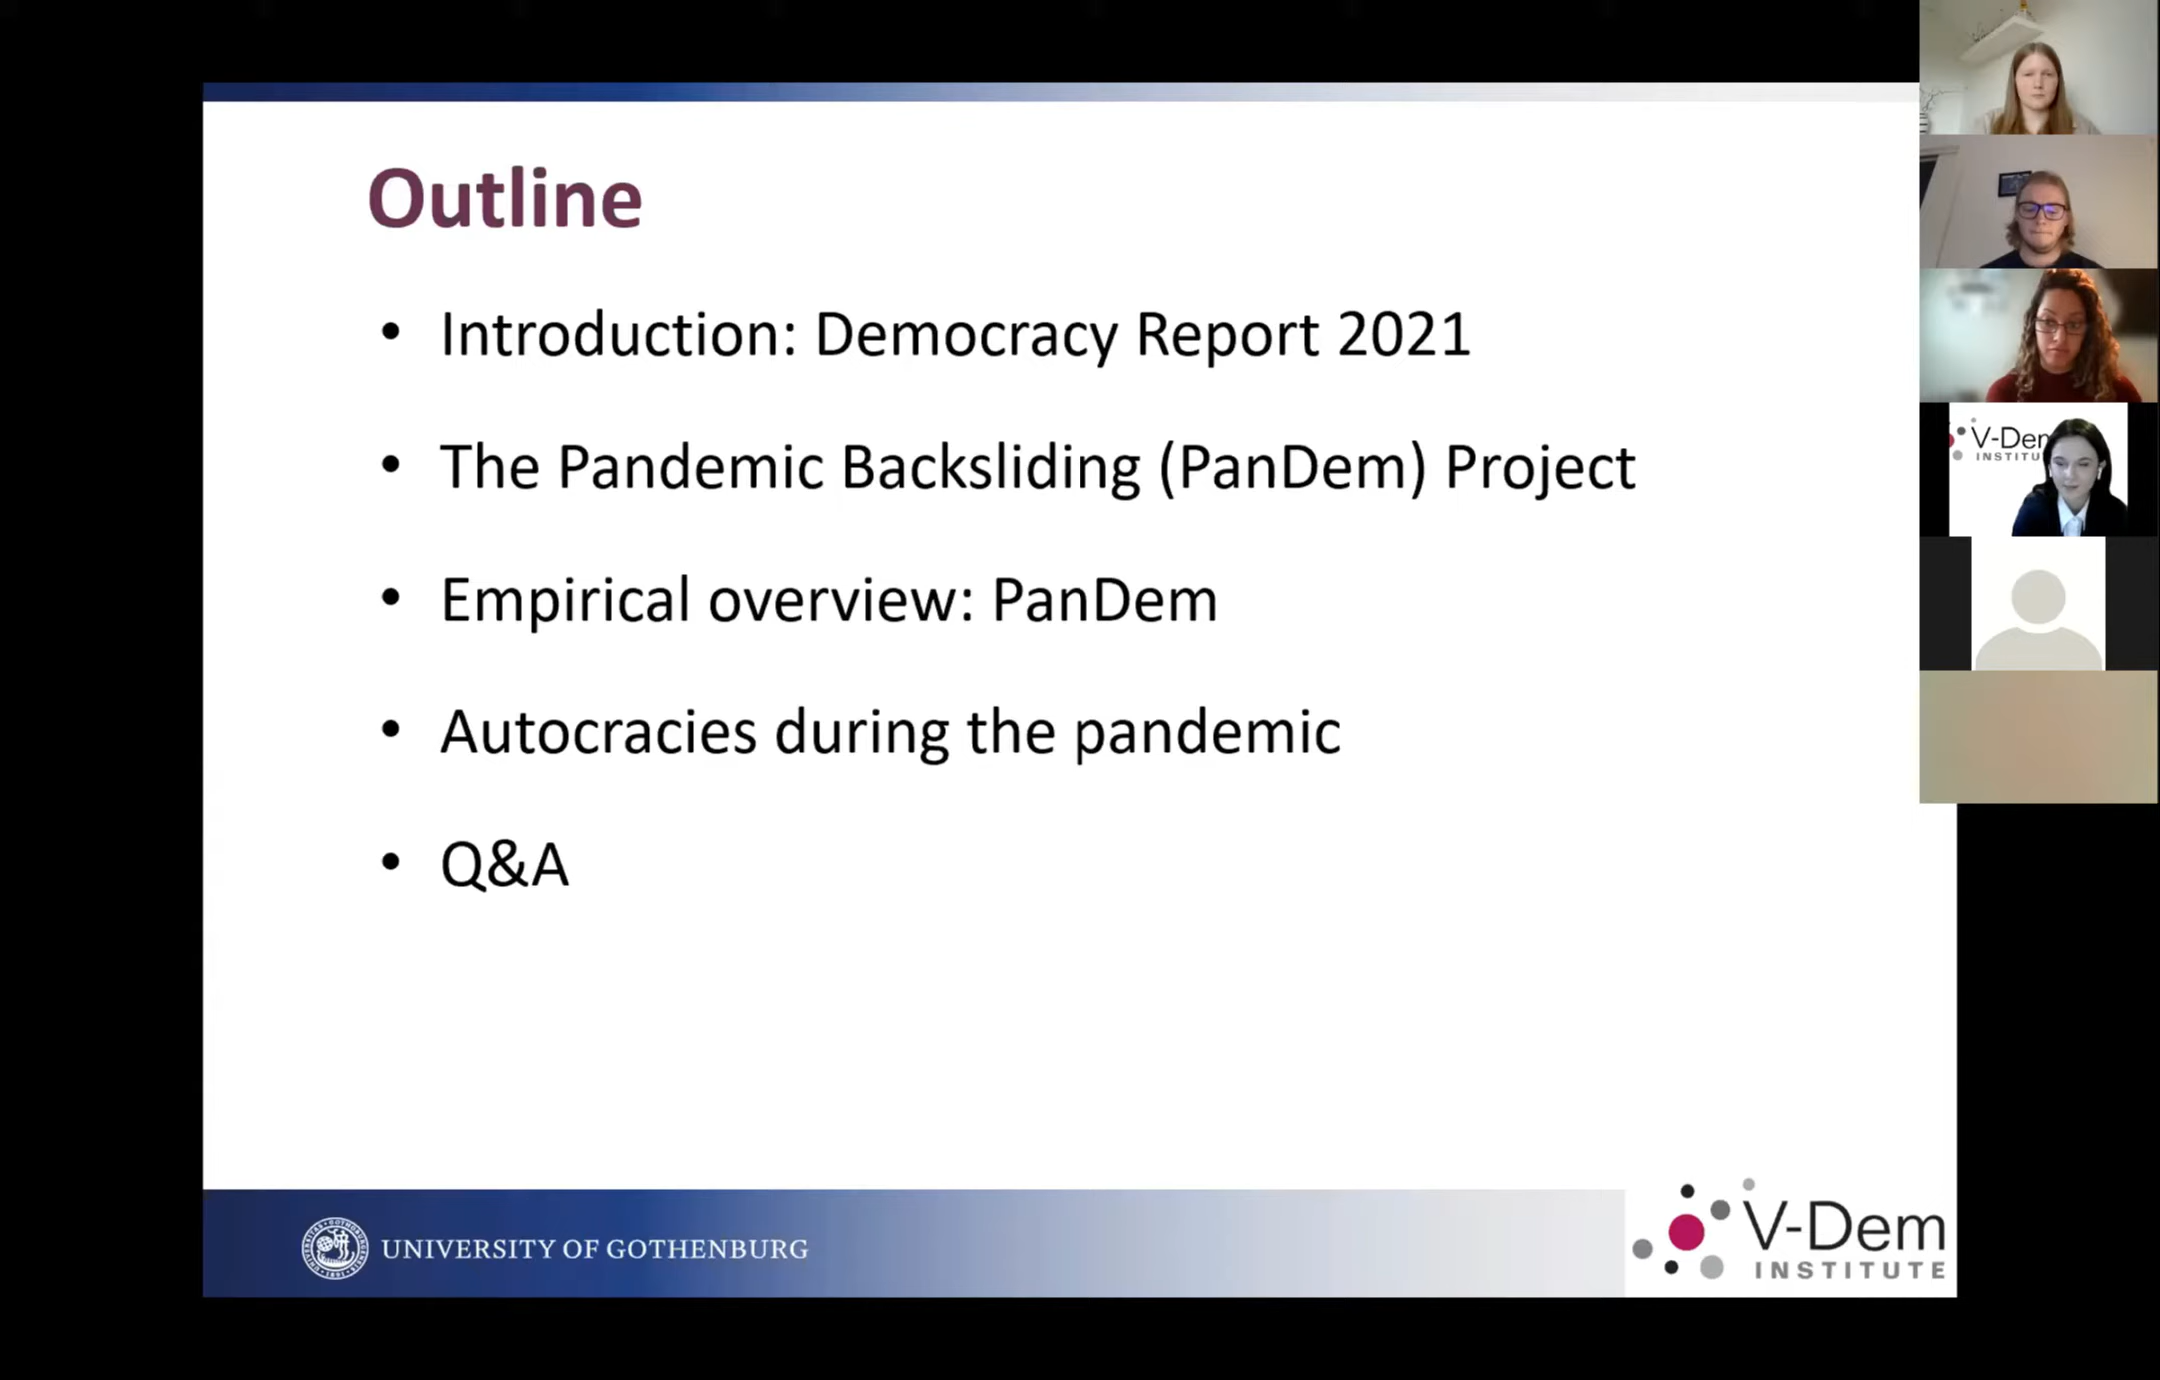 Outline
• Introduction: Democracy Report 2021
• The Pandemic Backsliding (PanDem) Project
• Empirical overview: PanDem
• Autocracies during the pandemic
• Q&A
UNIVERSITY OF GOTHENBURG
V-Dem
INSTITUTE
V-Dem
INSTITU